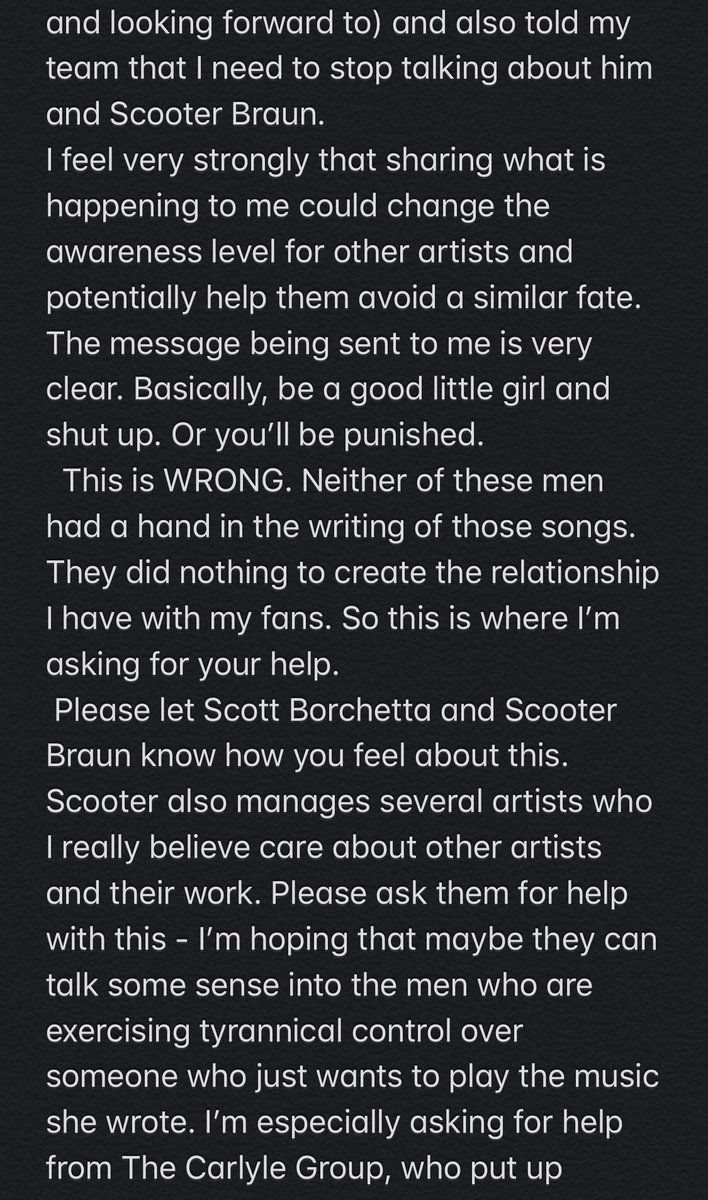 and looking forward to) and also told my
team that I need to stop talking about him
and Scooter Braun.
I feel very strongly that sharing what is
happening to me could change the
awareness level for other artists and
potentially help them avoid a similar fate.
The message being sent to me is very
clear. Basically, be a good little girl and
shut up. Or you’ll be punished.
This is WRONG. Neither of these men
had a hand in the writing of those songs.
They did nothing to create the relationship
I have with my fans. So this is where I’m
asking for your help.
Please let Scott Borchetta and Scooter
Braun know how you feel about this.
Scooter also manages several artists who
I really believe care about other artists
and their work. Please ask them for help
with this - I’m hoping that maybe they can
talk some sense into the men who are
exercising tyrannical control over
someone who just wants to play the music
she wrote. I’m especially asking for help
from The Carlyle Group, who put up